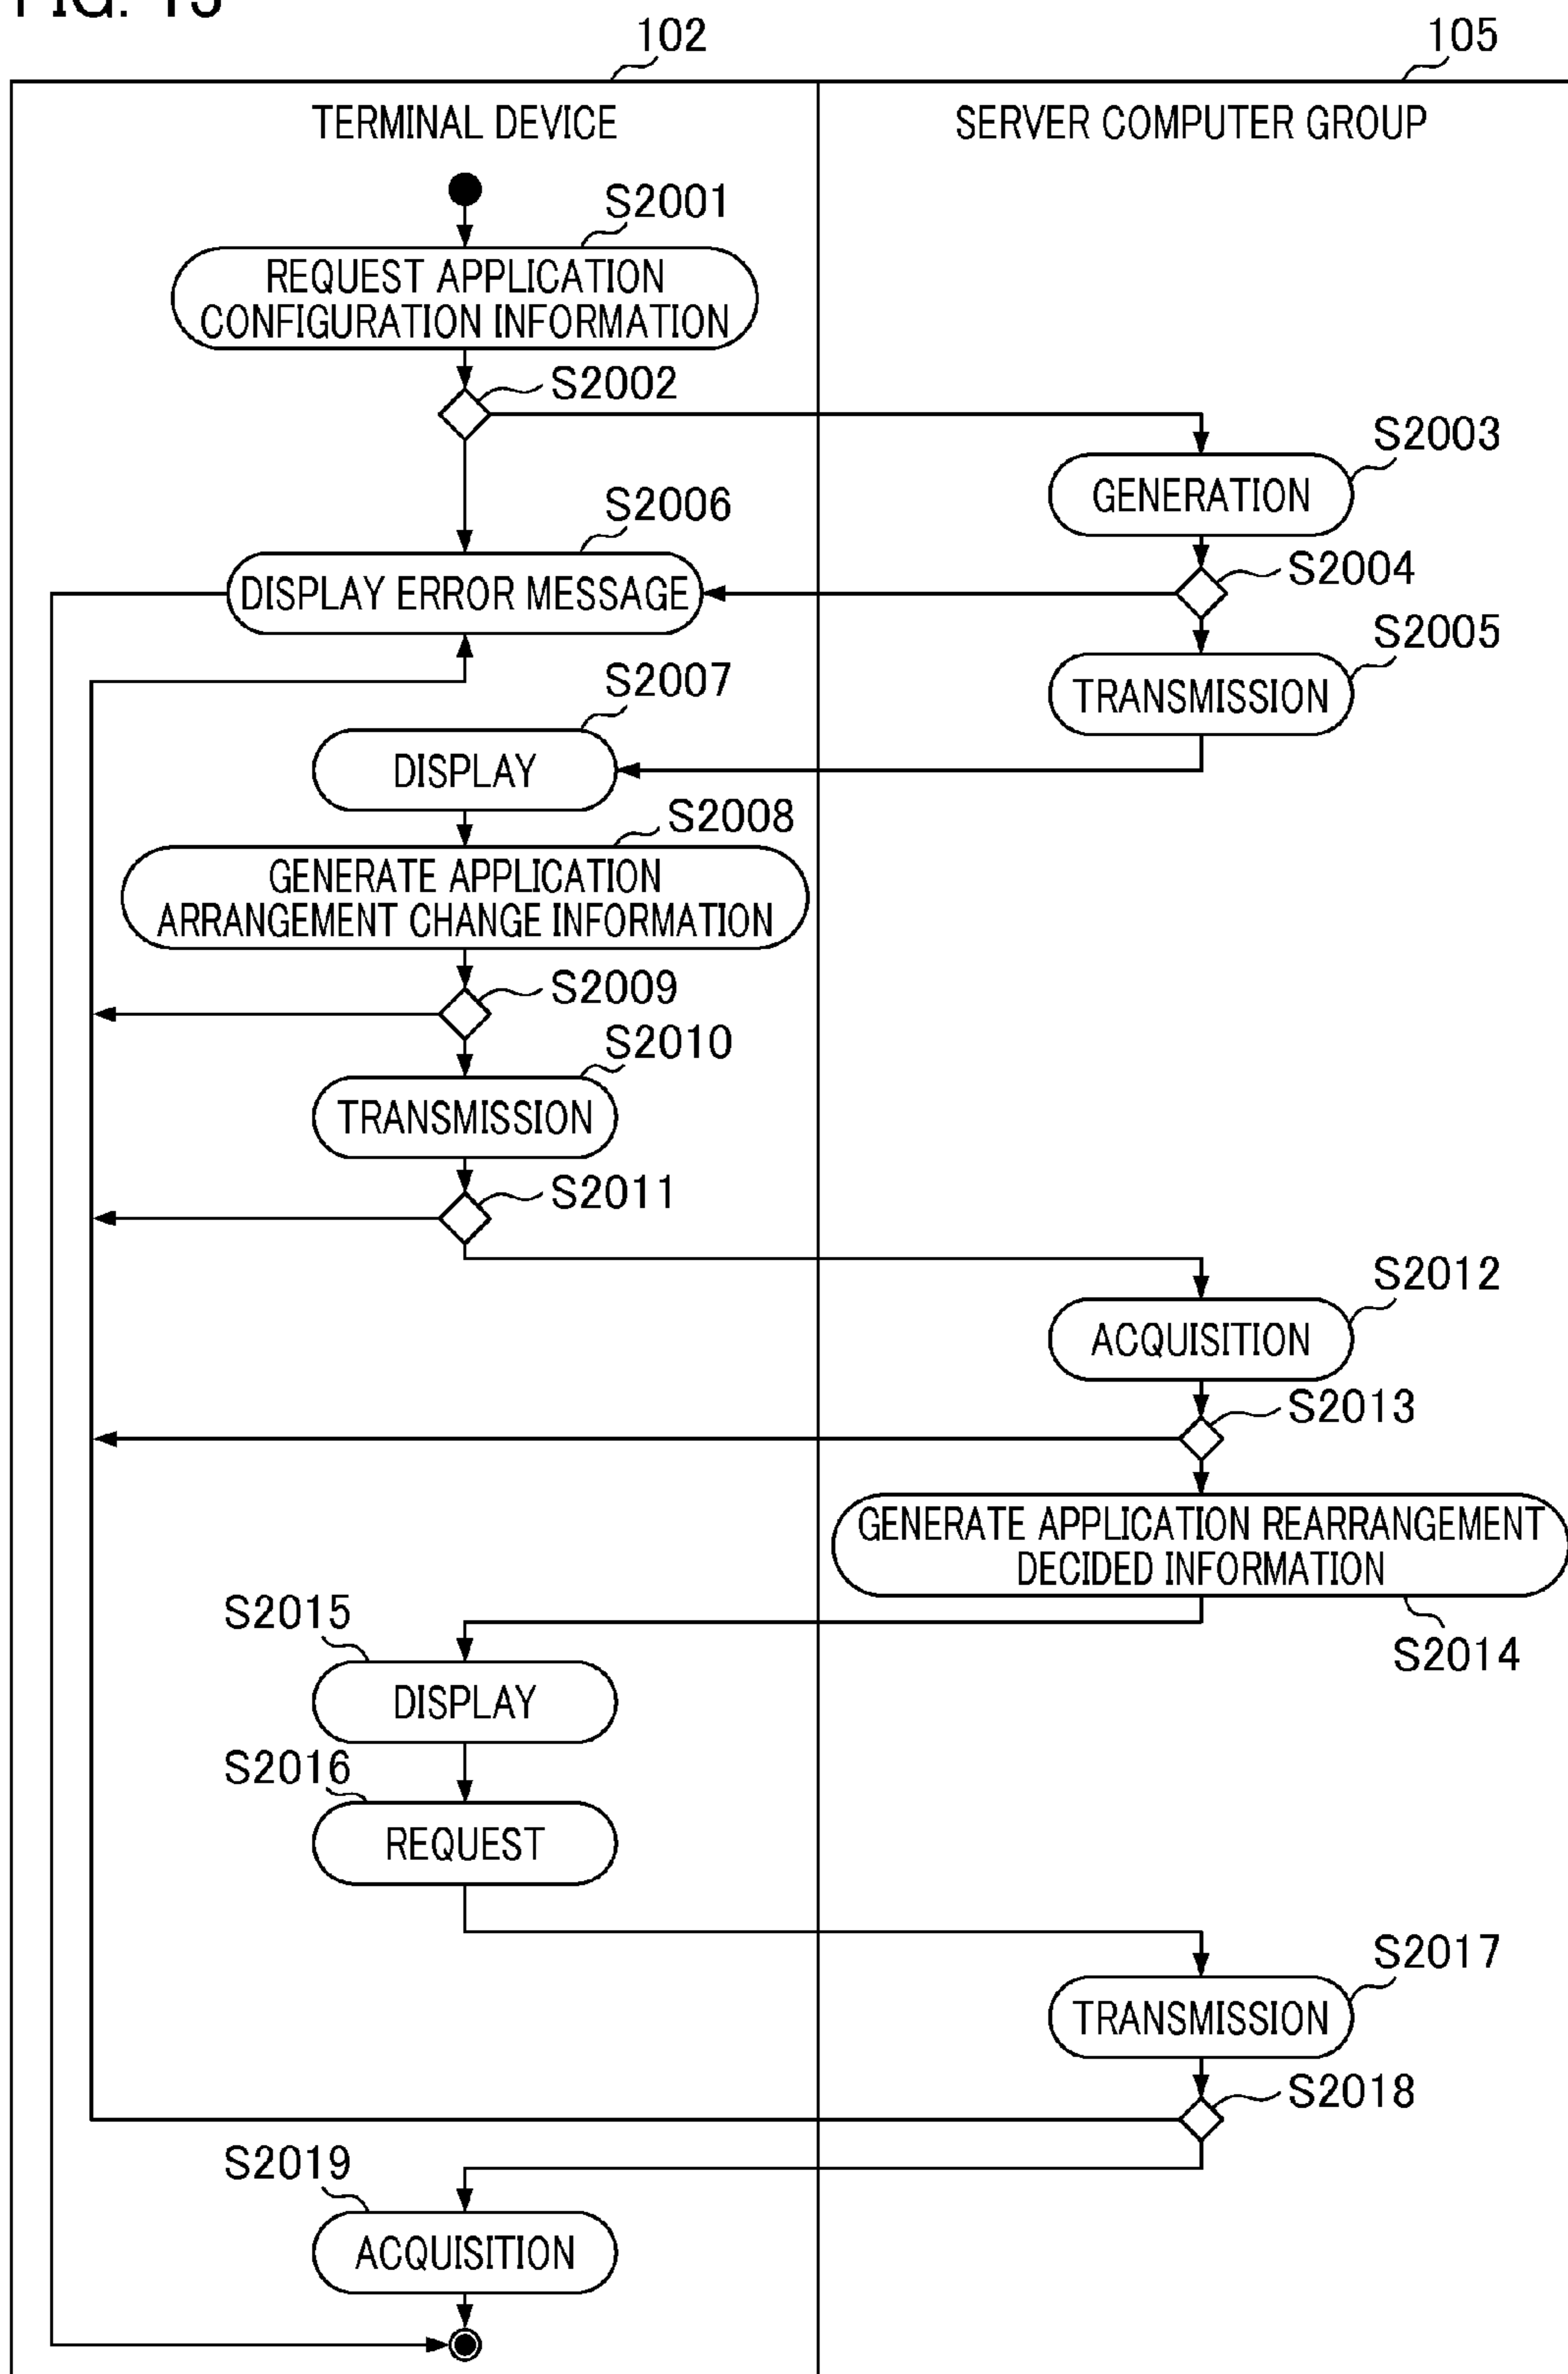 102
105
TERMINAL DEVICE
SERVER COMPUTER GROUP
S2001
REQUEST APPLICATION
CONFIGURATION INFORMATION
S2002
S2003
GENERATION
S2006
DISPLAY ERROR MESSAGE
S2004
S2005
TRANSMISSION
S2007
DISPLAY
S2008
GENERATE APPLICATION
ARRANGEMENT CHANGE INFORMATION
S2009
S2010
TRANSMISSION
S2011
S2012
ACQUISITION
S2013
GENERATE APPLICATION REARRANGEMENT
DECIDED INFORMATION
S2014
S2015
DISPLAY
S2016
REQUEST
S2017
TRANSMISSION
S2018
S2019
ACQUISITION